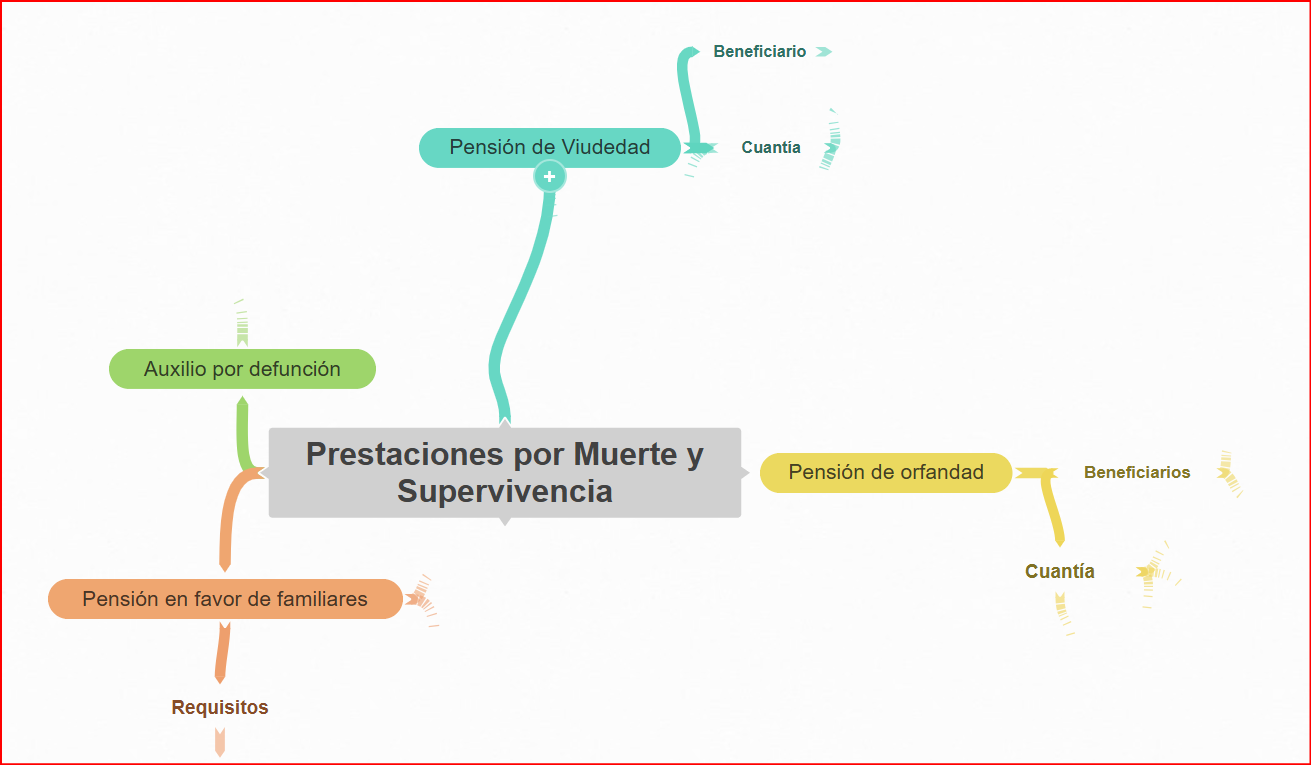 Beneficiario
Pensión de Viudedad
Cuantía
Auxilio por defunción
Prestaciones por Muerte y
Supervivencia
Pensión de orfandad
Beneficiarios
Cuantía
Pensión en favor de familiares
Requisitos